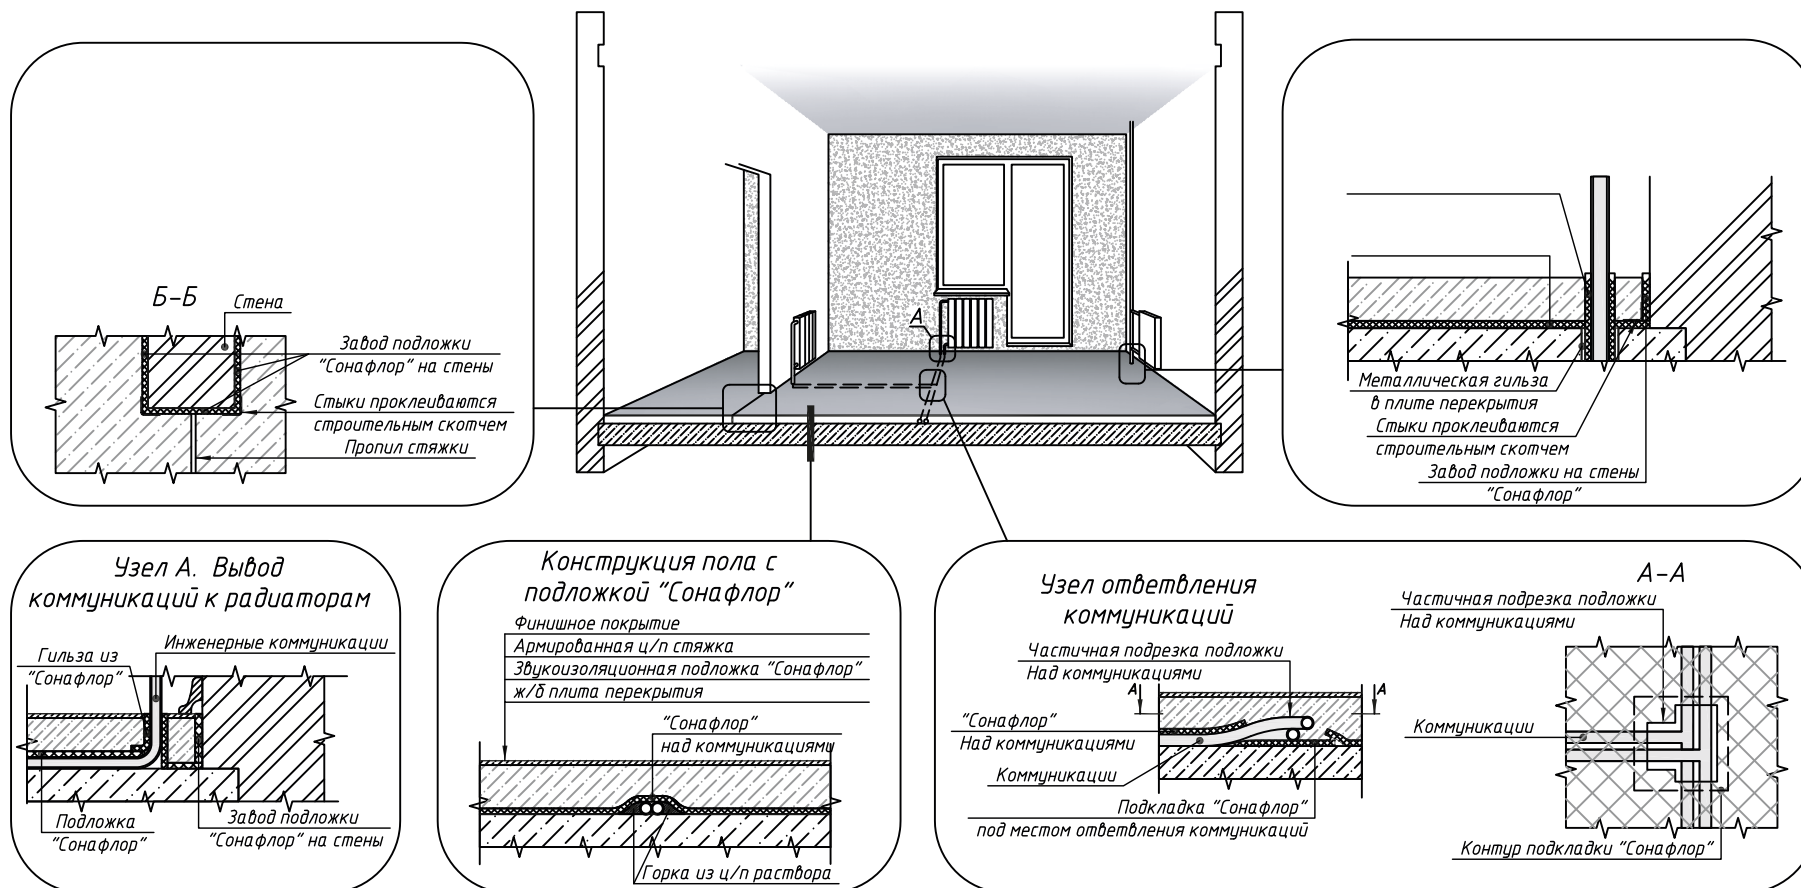 Б-Б
Стена
Завод подложки
"Сонафлор" на стены
Стыки проклеиваются
строительным скотчем
Пропил стяжки
А
Металлическая гильза
в плите перекрытия
Стыки проклеиваются
строительным скотчем
Завод подложки на стены
"Сонафлор"
Узел А. Вывод
коммуникаций к радиаторам
Инженерные коммуникации
Гильза из
"Сонафлор"
Подложка
"Сонафлор"
Завод подложки
"Сонафлор" на стены
Конструкция пола с
подложкой "Сонафлор"
Финишное покрытие
Армированная ц/п стяжка
Звукоизоляционная подложка "Сонафлор"
ж/б плита перекрытия
"Сонафлор"
над коммуникациями
Горка из ц/п раствора
Узел ответвления
коммуникаций
Частичная подрезка подложки
Над коммуникациями
А
А
"Сонафлор"
Над коммуникациями
Коммуникации
Подкладка "Сонафлор"
под местом ответвления коммуникаций
А-А
Частичная подрезка подложки
Над коммуникациями
Коммуникации
Контур подкладки "Сонафлор"